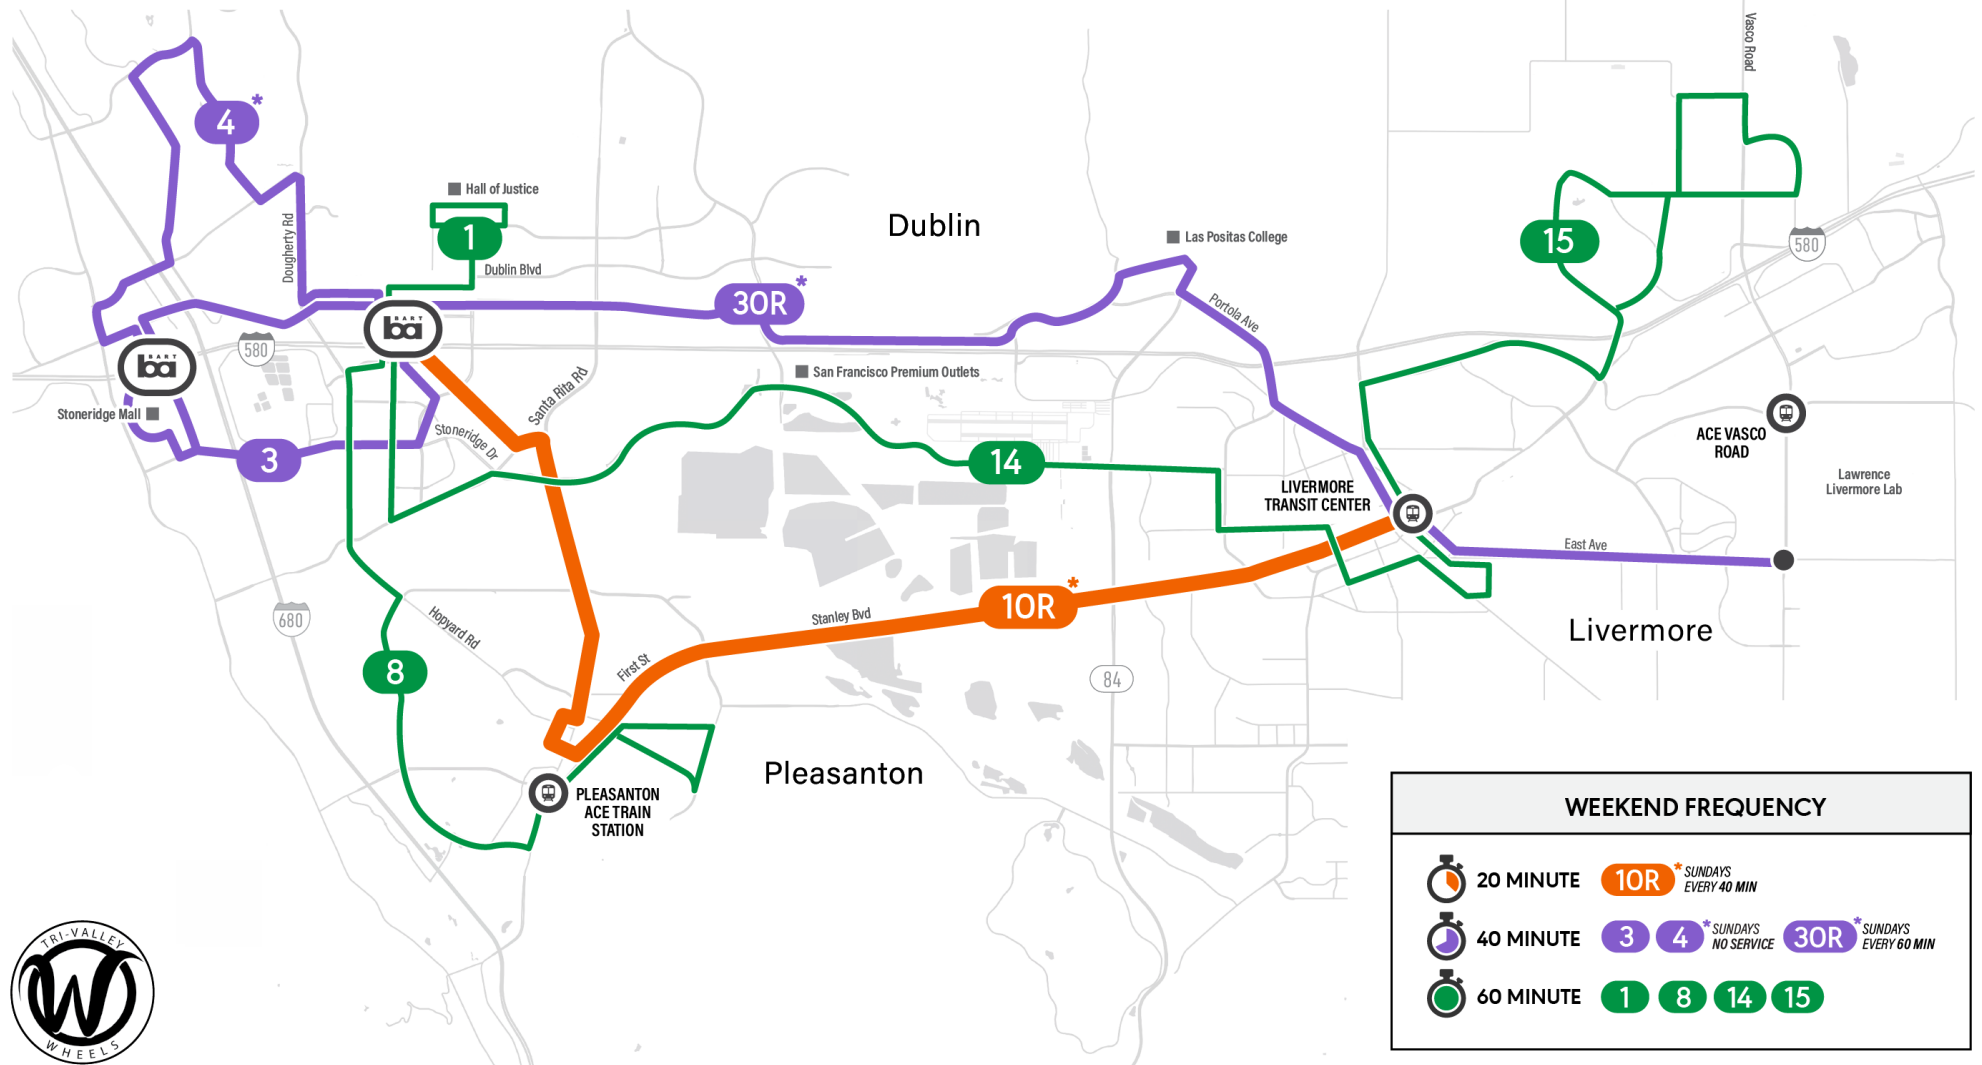 Vasco Road
4*
Hall of Justice
1
Dougherty Rd
Dublin Blvd
Dublin
Las Positas College
15
580
30R*
Portola Ave
BART
ba
580
BART
ba
Santa Rita Rd
San Francisco Premium Outlets
Stoneridge Mall
Stoneridge Dr
3
14
ACE VASCO
ROAD
Lawrence
Livermore Lab
LIVERMORE
TRANSIT CENTER
East Ave
10R*
Stanley Bvd
680
Hopyard Rd
Livermore
First St
8
84
Pleasanton
PLEASANTON
ACE TRAIN
STATION
WEEKEND FREQUENCY
20 MINUTE 10R* SUNDAYS
EVERY 40 MIN
40 MINUTE 3 4* SUNDAYS
NO SERVICE
30R* SUNDAYS
EVERY 60 MIN
60 MINUTE 1 8 14 15
TRI-VALLEY
W
WHEELS